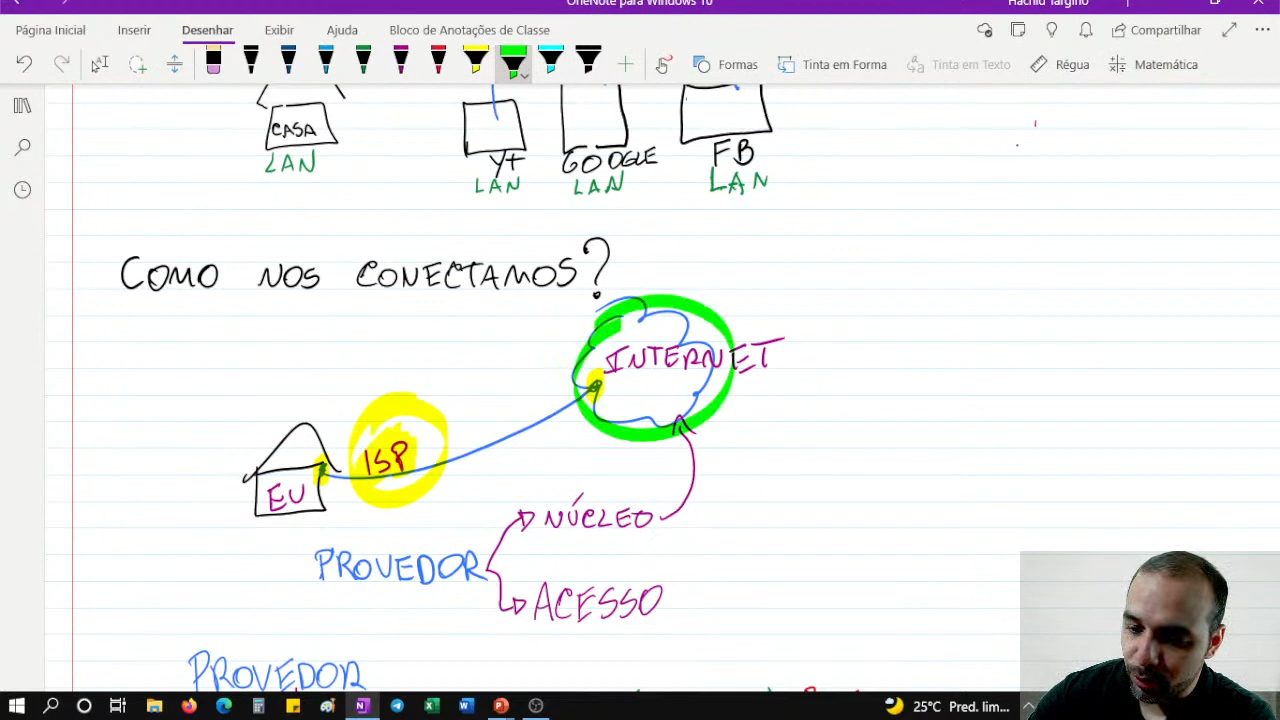 OneNote para Windows 10
Hachid Targino
Página Inicial Inserir Desenhar Exibir Ajuda Bloco de Anotações de Classe Compartilhar
Formas Tinta em Forma Tinta em Texto Régua Matemática
CASA
LAN
YT
LAN
GOOGLE
LAN
FB
LAN
COMO NOS CONECTAMOS?
INTERNET
ISP
EU
NÚCLEO
PROVEDOR
ACESSO
PROVEDOR
25°C Pred. lim...